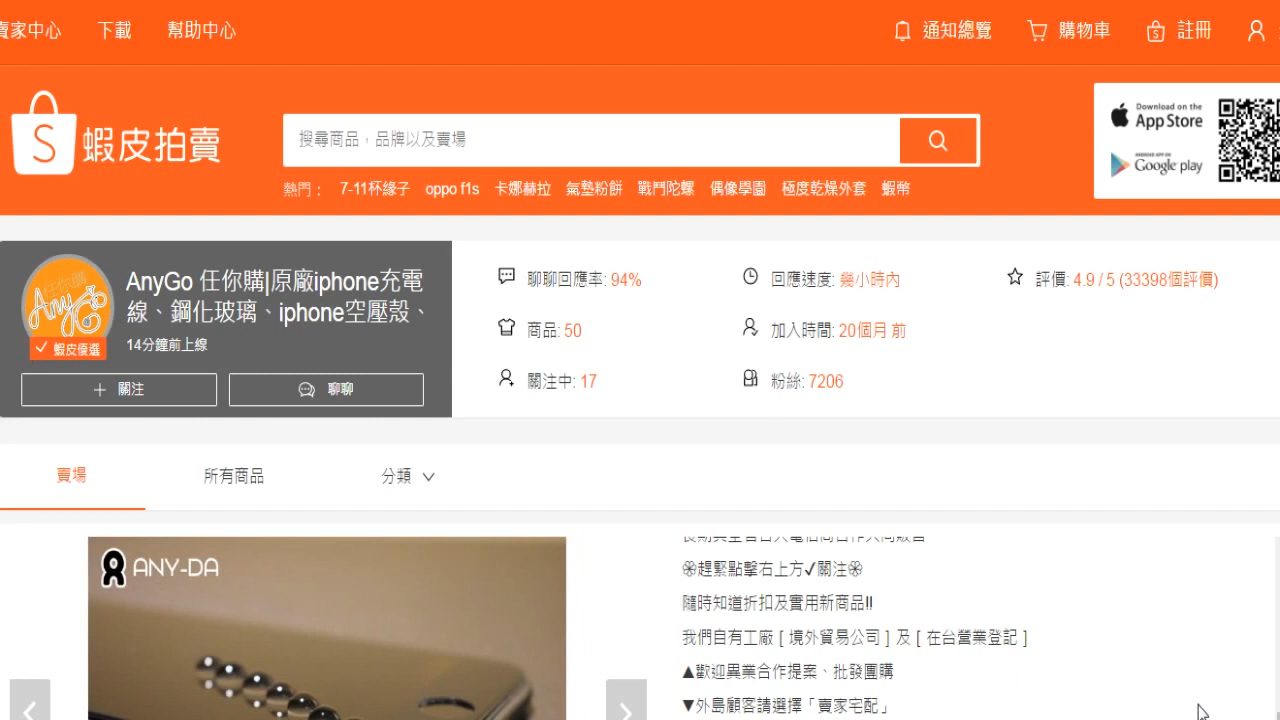 賣家中心 下載 幫助中心 通知總覽 購物車 註冊
蝦皮拍賣
搜尋商品，品牌以及賣場
Download on the
App Store
ANDROID APP ON
Google play
熱門： 7-11杯緣子 oppo f1s 卡娜赫拉 氣墊粉餅 戰鬥陀螺 偶像學園 極度乾燥外套 蝦幣
任你購
AnyGo
蝦皮優選
AnyGo 任你購|原廠iphone充電
線、鋼化玻璃、iphone空壓殼、
14分鐘前上線
關注 聊聊
聊聊回應率: 94% 回應速度: 幾小時內 評價: 4.9 / 5 (33398個評價)
商品: 50 加入時間: 20個月 前
關注中: 17 粉絲: 7206
賣場 所有商品 分類
ANY-DA
㊝趕緊點擊右上方✓關注㊝
隨時知道折扣及實用新商品!!
我們自有工廠 [ 境外貿易公司 ] 及 [ 在台營業登記 ]
▲歡迎異業合作提案、批發團購
▼外島顧客請選擇「賣家宅配」